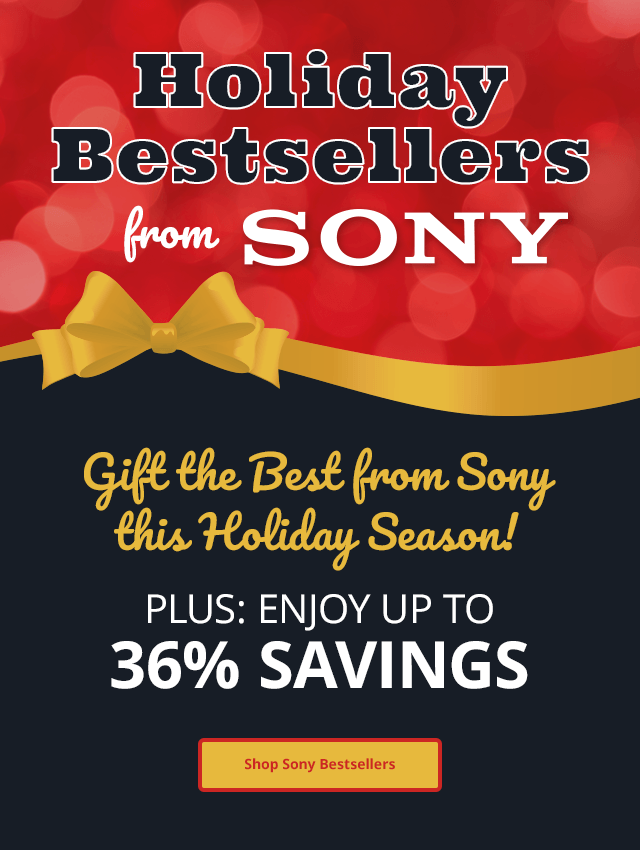 Holiday
Bestsellers
from SONY
Gift the Best from Sony
this Holiday Season!
PLUS: ENJOY UP TO
36% SAVINGS
Shop Sony Bestsellers